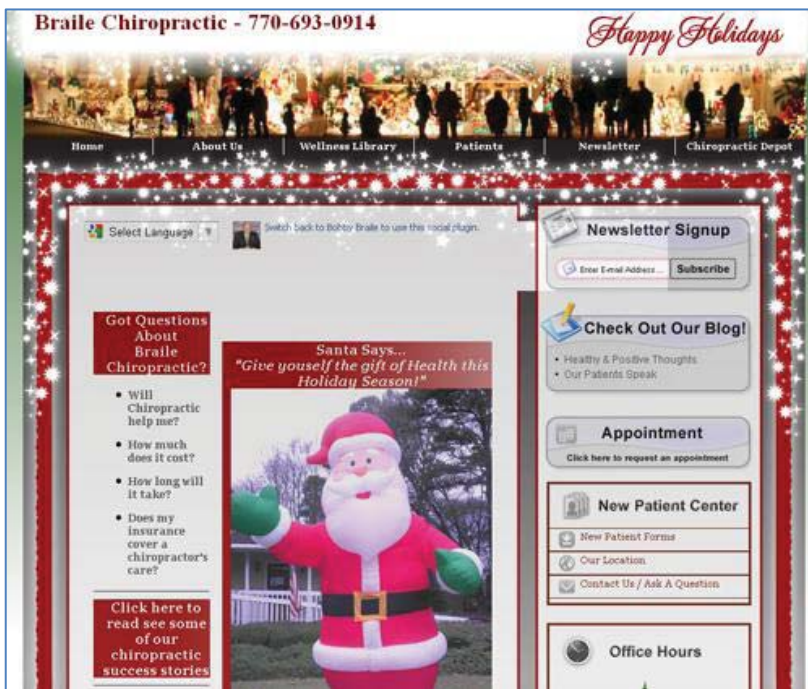 Braile Chiropractic - 770-693-0914
Happy Holidays
Home
About Us
Wellness Library
Patients
Newsletter
Chiropractic Depot
Select Language
Switch back to Bobby Braile to use this social plugin.
Got Questions
About
Braile
Chiropractic?
• Will
Chiropractic
help me?
• How much
does it cost?
• How long will
it take?
• Does my
insurance
cover a
chiropractor's
care?
Click here to
read see some
of our
chiropractic
success stories
Santa Says...
"Give youself the gift of Health this
Holiday Season!"
Newsletter Signup
Enter E-mail Address ...
Subscribe
Check Out Our Blog!
• Healthy & Positive Thoughts
• Our Patients Speak
Appointment
Click here to request an appointment
New Patient Center
New Patient Forms
Our Location
Contact Us / Ask A Question
Office Hours